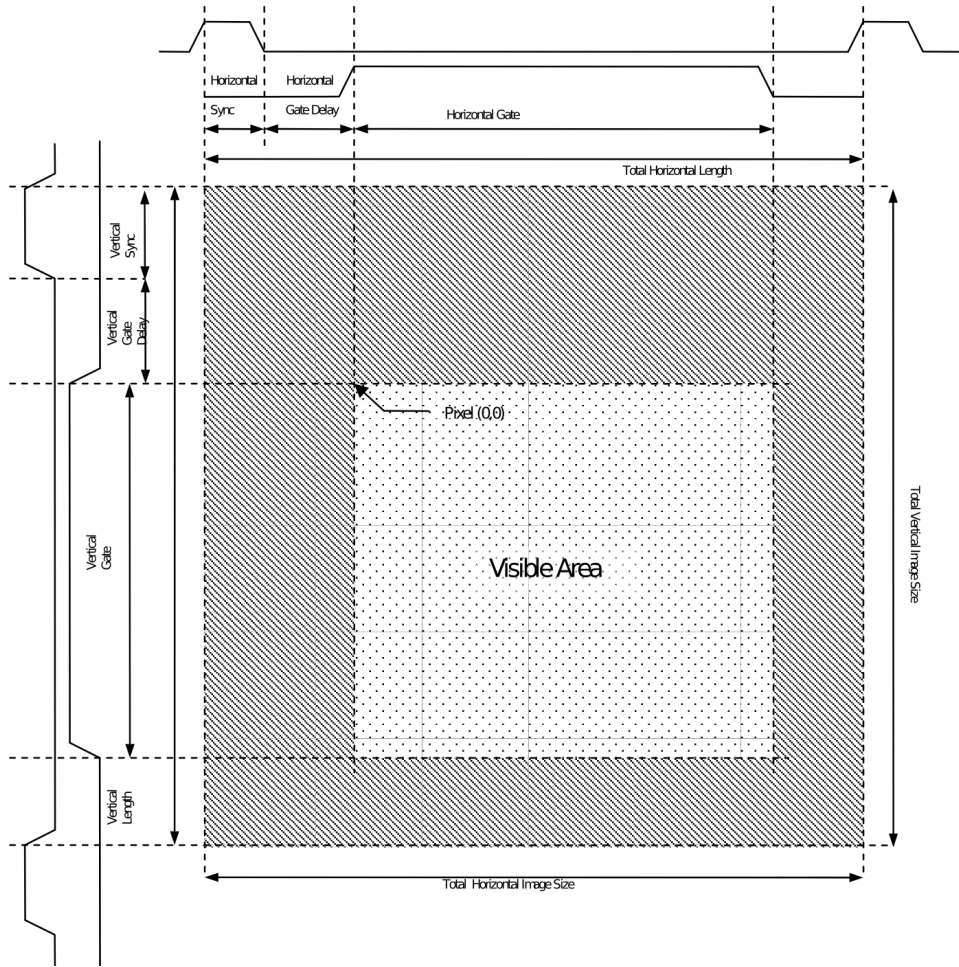 Horizontal
Sync
Horizontal
Gate Delay
Horizontal Gate
Total Horizontal Length
Vertical
Sync
Vertical
Gate
Delay
Pixel (0,0)
Vertical
Gate
Visible Area
Total Vertical Image Size
Vertical
Length
Total Horizontal Image Size